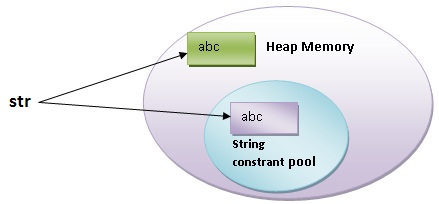 abc
Heap Memory
str
abc
String
constrant pool